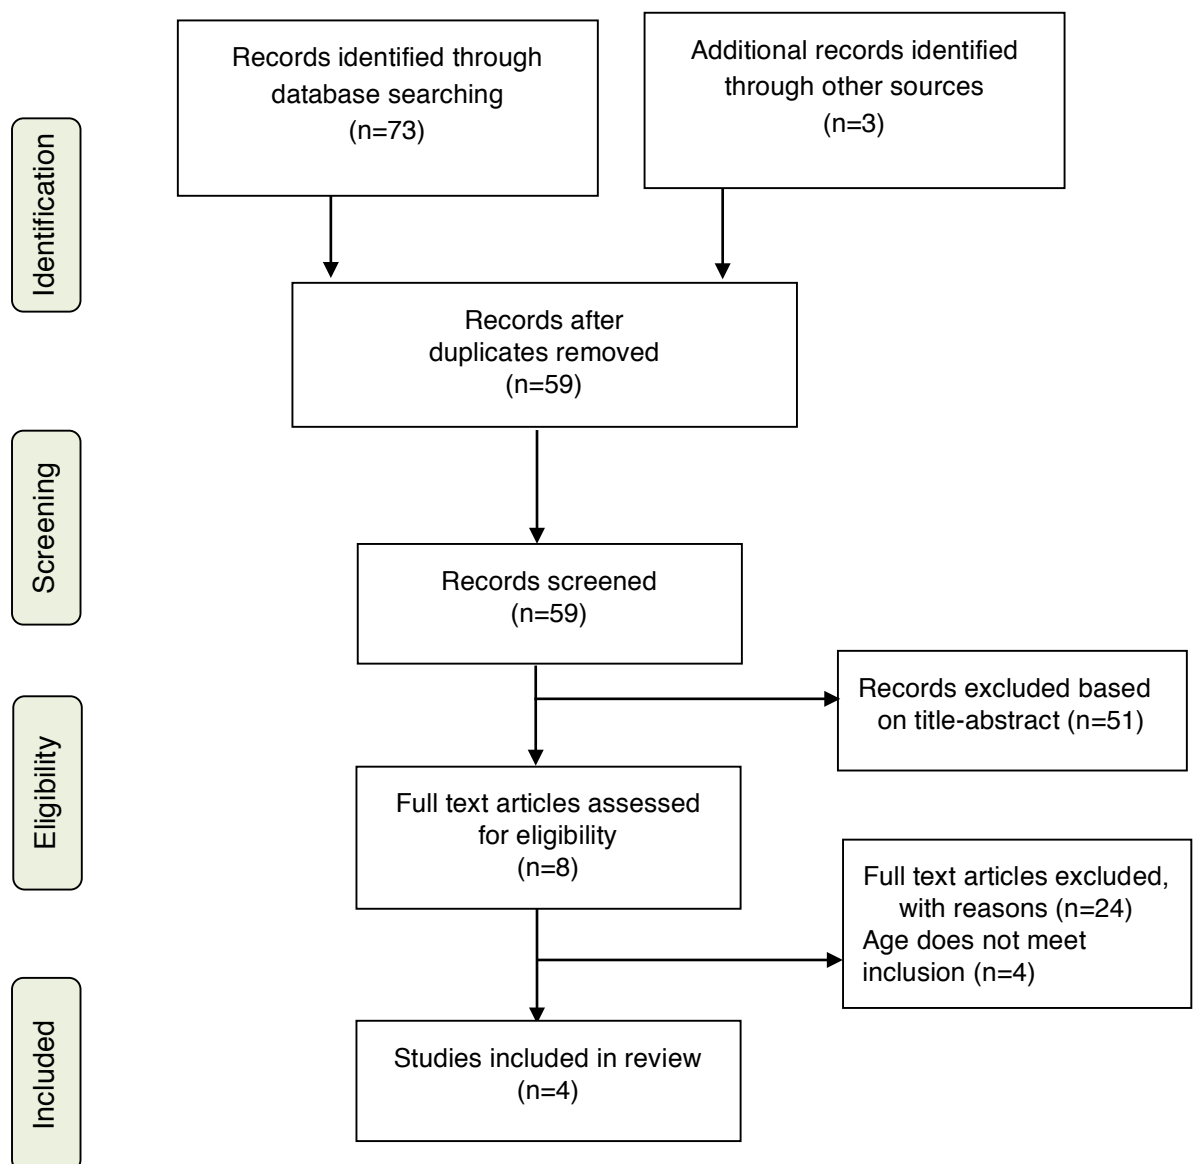 Records identified through
database searching
(n=73)
Additional records identified
through other sources
(n=3)
Identification
Records after
duplicates removed
(n=59)
Screening
Records screened
(n=59)
Records excluded based
on title-abstract (n=51)
Eligibility
Full text articles assessed
for eligibility
(n=8)
Full text articles excluded,
with reasons (n=24)
Age does not meet
inclusion (n=4)
Included
Studies included in review
(n=4)